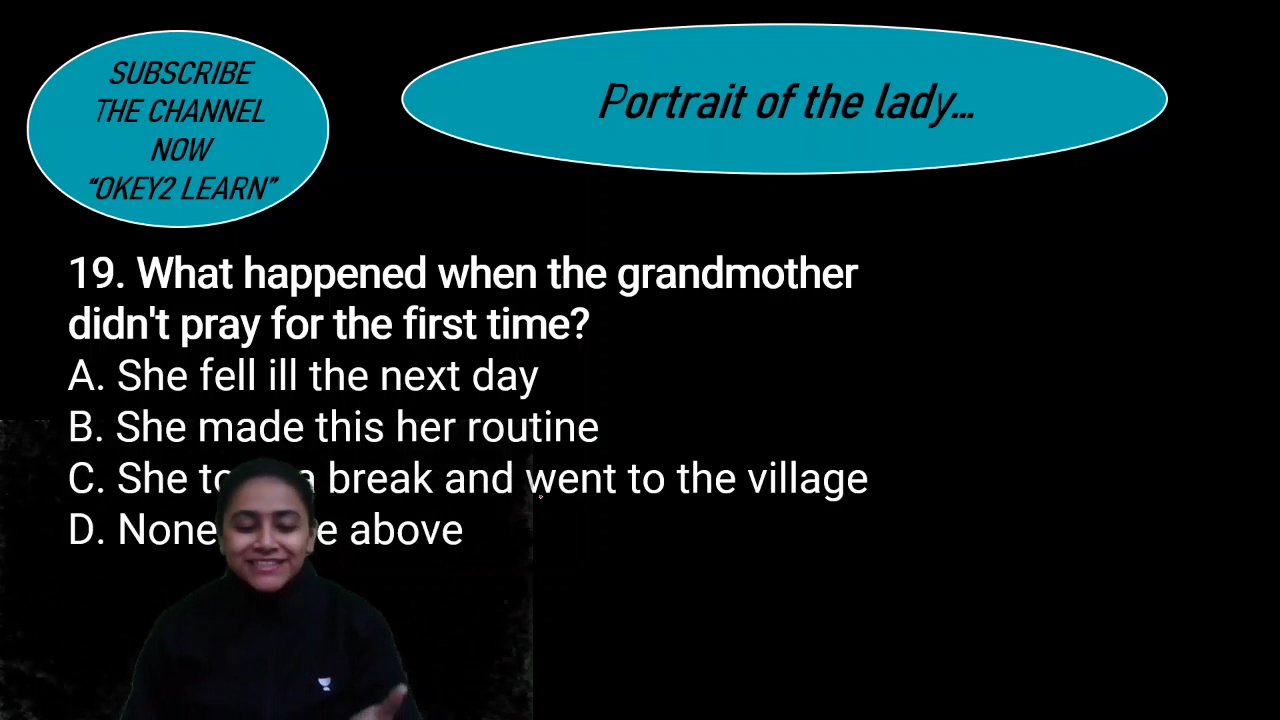 SUBSCRIBE
THE CHANNEL
NOW
“OKEY2 LEARN”
Portrait of the lady...
19. What happened when the grandmother
didn't pray for the first time?
A. She fell ill the next day
B. She made this her routine
C. She a break and went to the village
D. None above